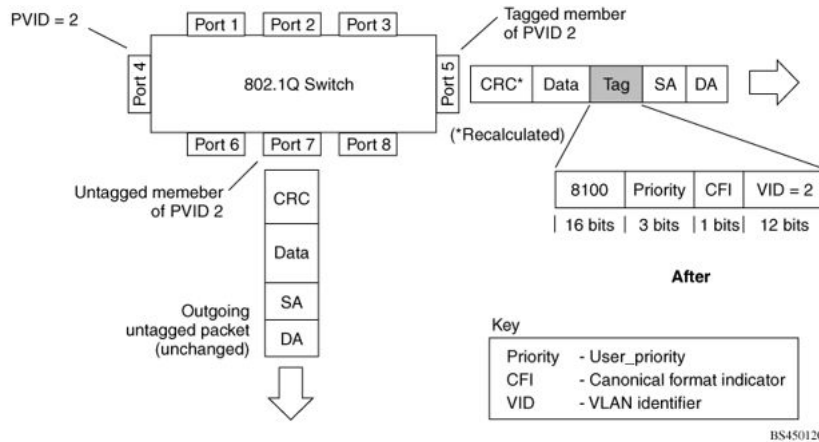 PVID = 2
Port 1
Port 2
Port 3
Tagged member
of PVID 2
Port 4
802.1Q Switch
Port 5
CRC*
Data
Tag
SA
DA
(*Recalculated)
Port 6
Port 7
Port 8
Untagged memeber
of PVID 2
CRC
Data
SA
DA
8100
Priority
CFI
VID = 2
16 bits
3 bits
1 bits
12 bits
After
Outgoing
untagged packet
(unchanged)
Key
Priority - User_priority
CFI - Canonical format indicator
VID - VLAN identifier